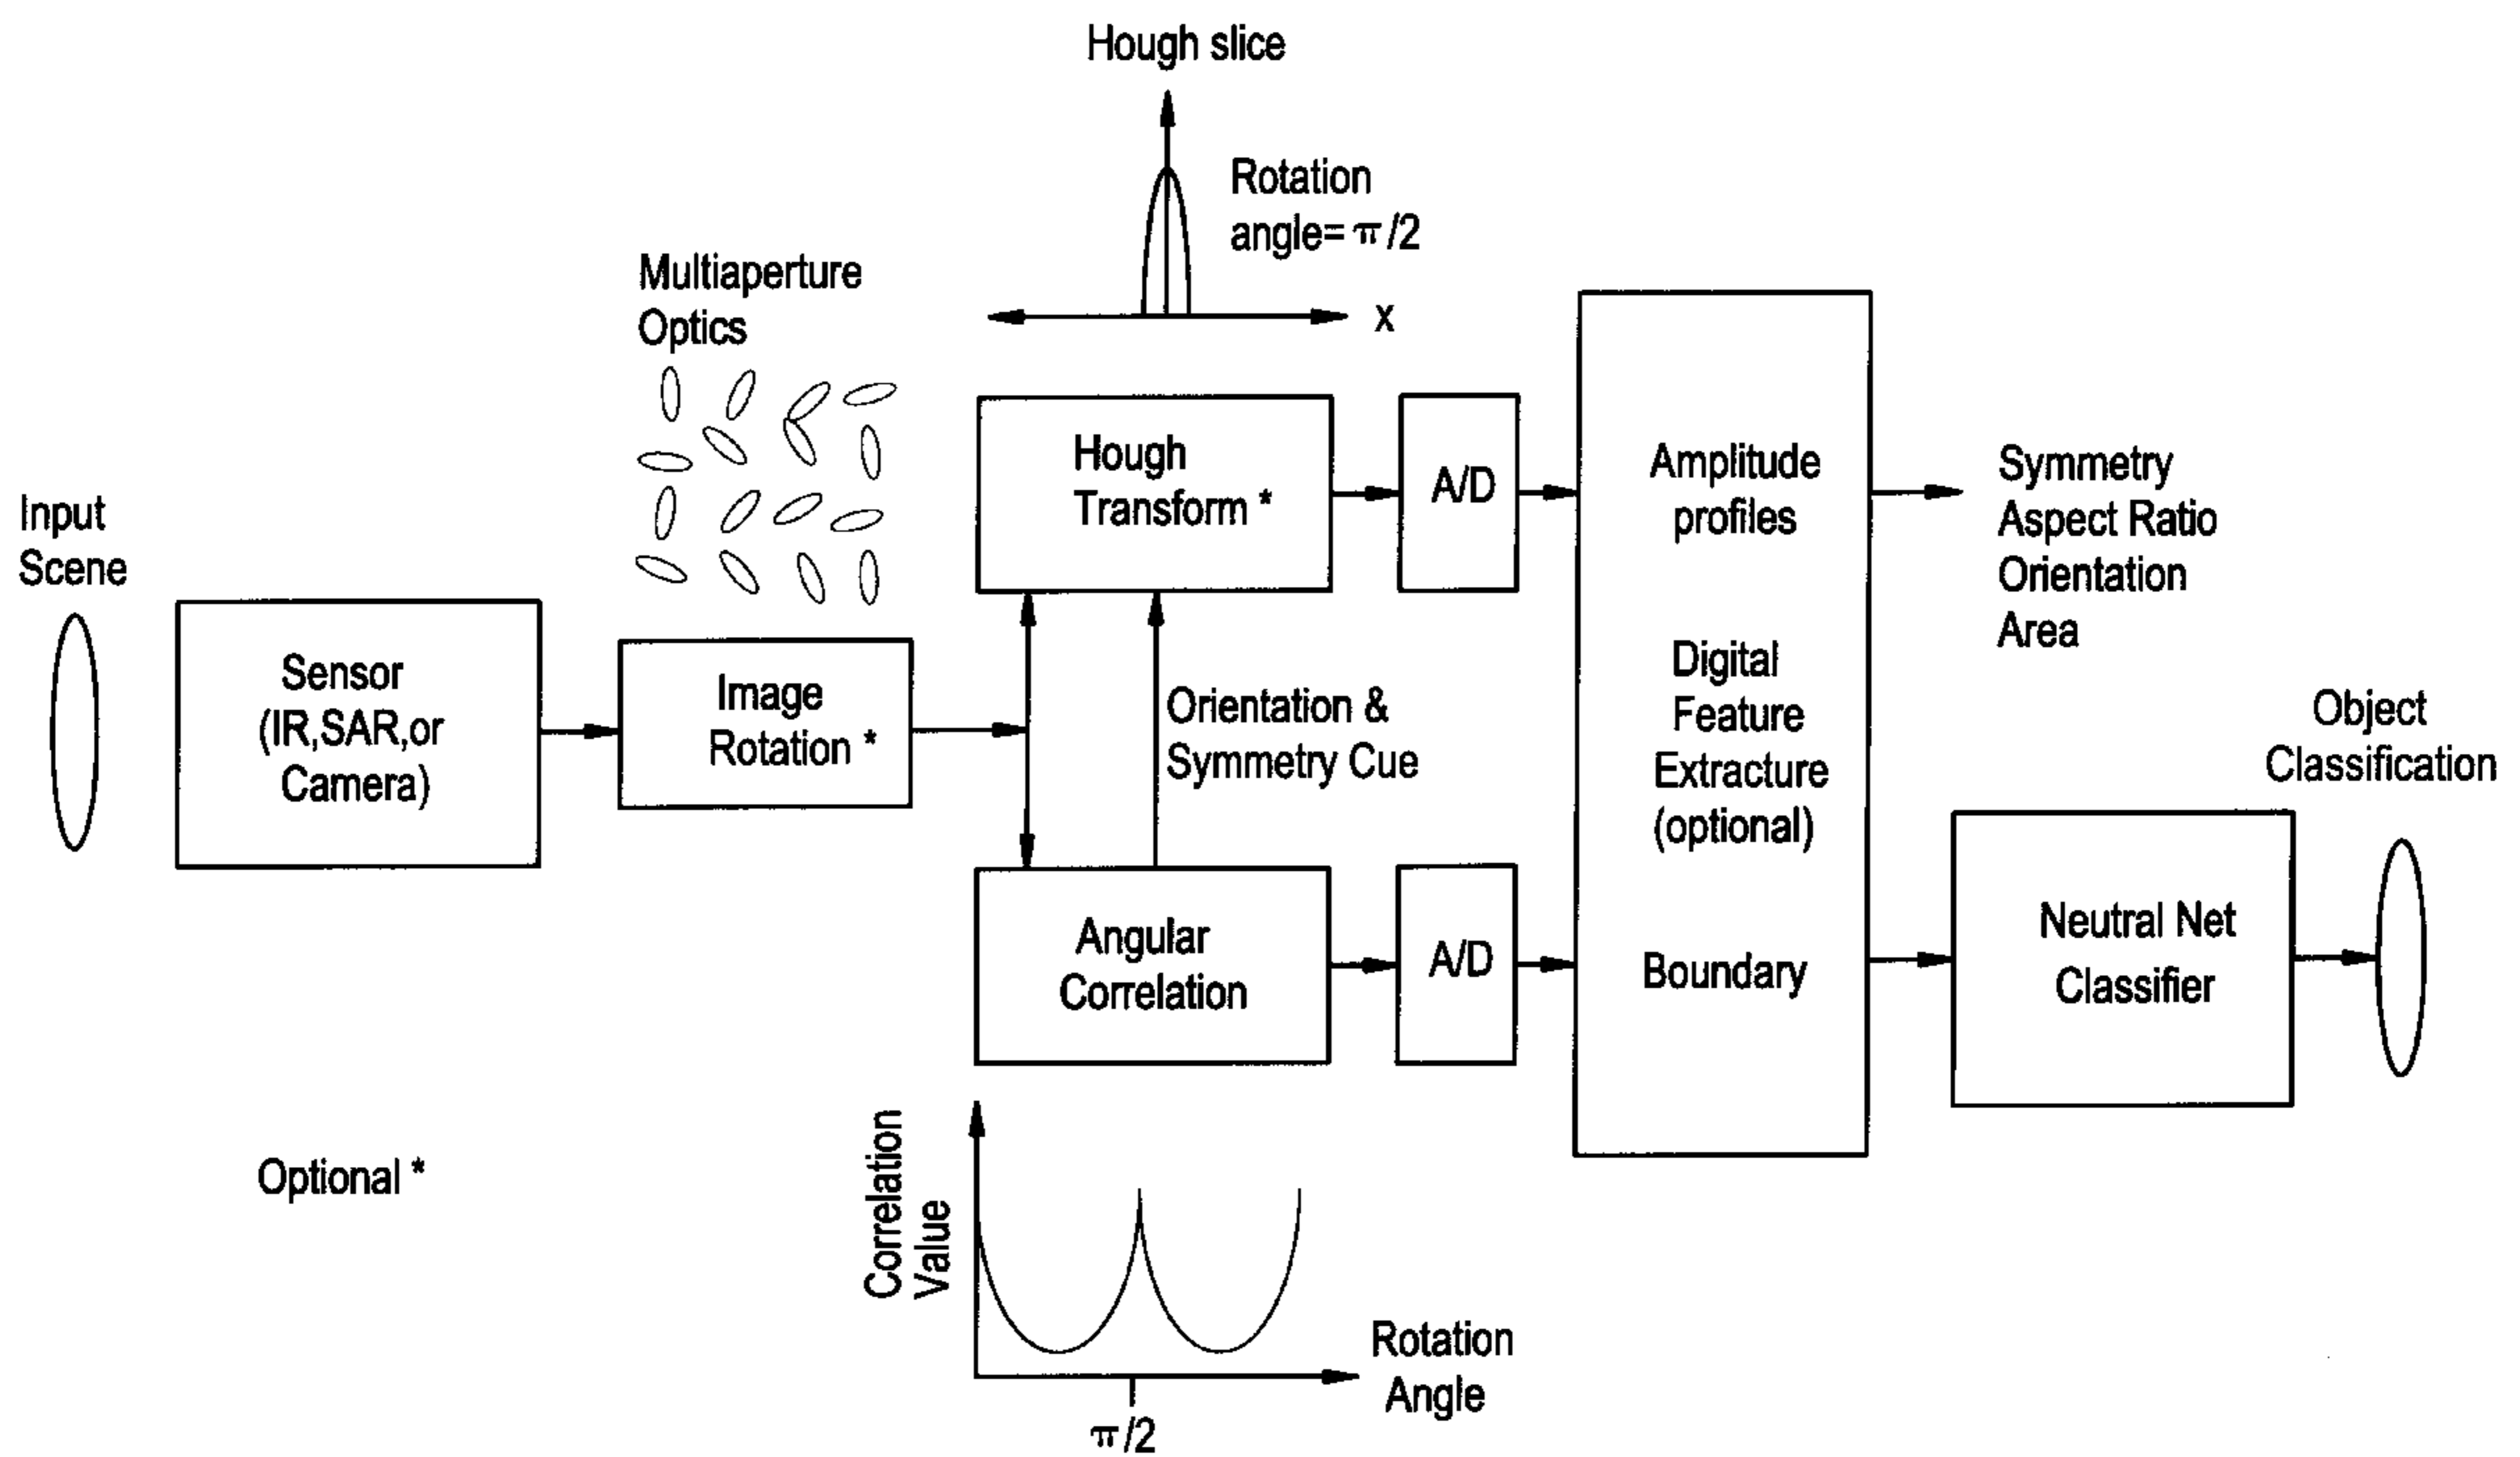 Hough slice
Rotation
angle= π/2
x
Multiaperture
Optics
Input
Scene
Sensor
(IR,SAR,or
Camera)
Image
Rotation *
Hough
Transform *
A/D
Orientation &
Symmetry Cue
Angular
Correlation
A/D
Amplitude
profiles
Digital
Feature
Extracture
(optional)
Boundary
Symmetry
Aspect Ratio
Orientation
Area
Neutral Net
Classifier
Object
Classification
Optional *
Correlation
Value
Rotation
Angle
π/2